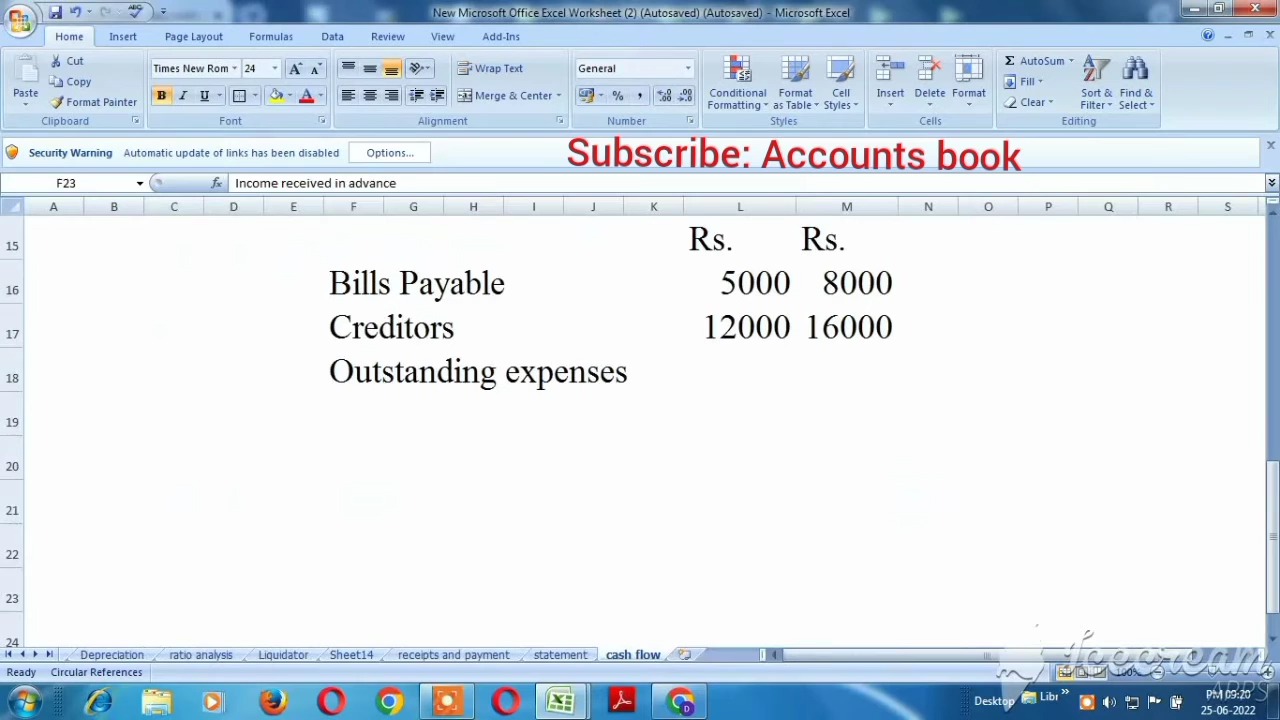 New Microsoft Office Excel Worksheet (2) (Autosaved) (Autosaved) - Microsoft Excel
Home Insert Page Layout Formulas Data Review View Add-Ins
Paste Cut Copy Format Painter
Times New Rom 24
B I U A
Wrap Text
Merge & Center
General
% ,
Conditional Formatting
Format as Table
Cell Styles
Insert Delete Format
Σ AutoSum
Fill
Clear
Sort & Filter
Find & Select
Clipboard Font Alignment Number Styles Cells Editing
Security Warning Automatic update of links has been disabled Options...
Subscribe: Accounts book
F23 fx Income received in advance
A B C D E F G H I J K L M N O P Q R S
15 Rs. Rs.
16 Bills Payable 5000 8000
17 Creditors 12000 16000
18 Outstanding expenses
19
20
21
22
23
24
Depreciation ratio analysis Liquidator Sheet14 receipts and payment statement cash flow
Ready Circular References 100%
Icecream
APPS
Desktop Libr »
PM 09:20
25-06-2022